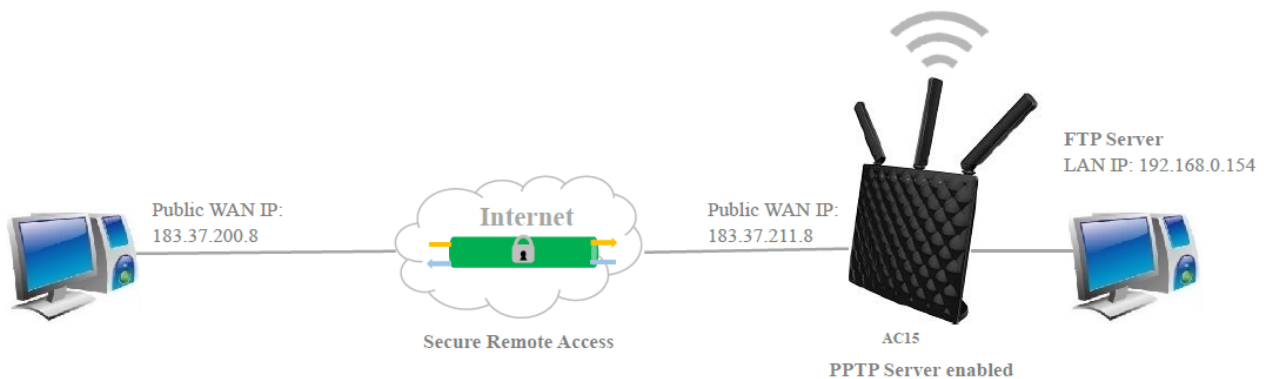 Public WAN IP:
183.37.200.8
Internet
Secure Remote Access
Public WAN IP:
183.37.211.8
FTP Server
LAN IP: 192.168.0.154
AC15
PPTP Server enabled